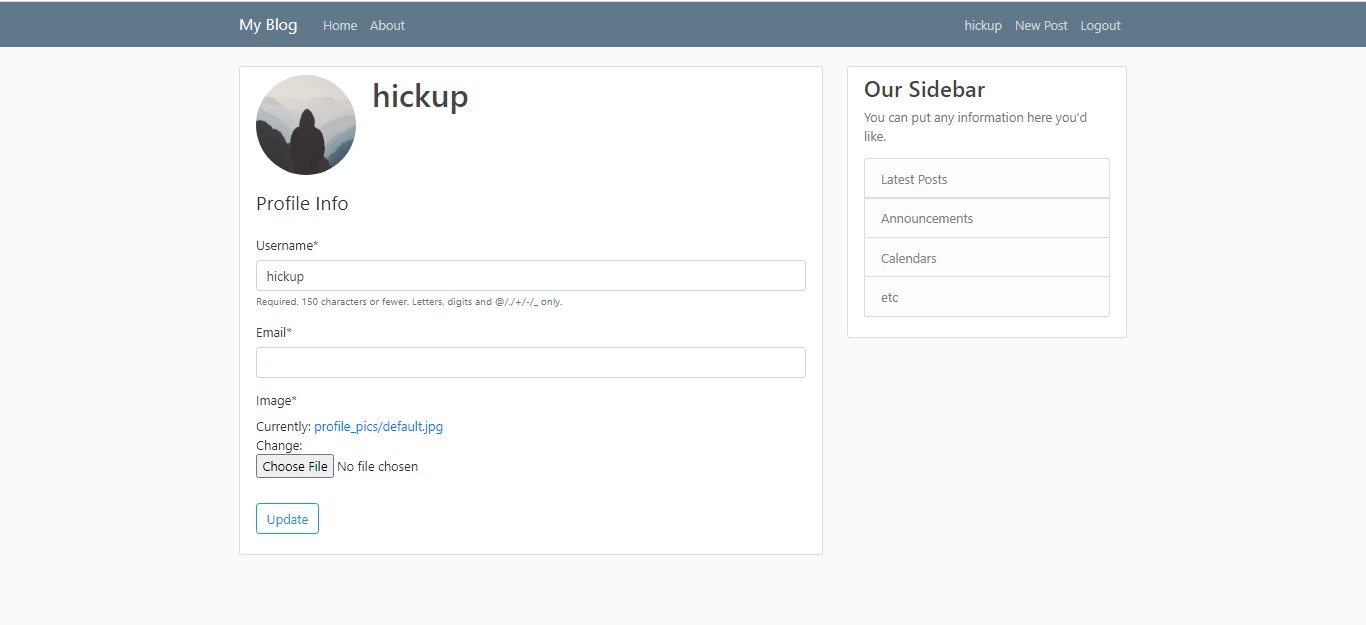 My Blog Home About hickup New Post Logout
hickup
Profile Info
Username*
hickup
Required. 150 characters or fewer. Letters, digits and @/./+/-/_ only.
Email*
Image*
Currently: profile_pics/default.jpg
Change:
Choose File No file chosen
Update
Our Sidebar
You can put any information here you'd
like.
Latest Posts
Announcements
Calendars
etc